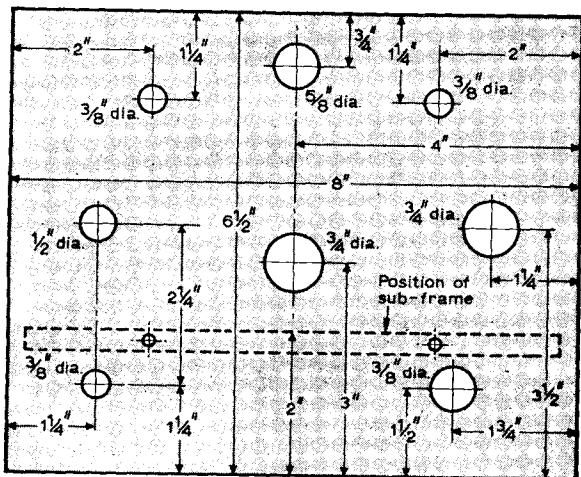 2"
1¼"
¾"
1¼"
2"
⅜" dia.
⅝" dia.
⅜" dia.
4"
8"
6½"
½" dia.
¾" dia.
¾" dia.
1¼"
2¼"
Position of
sub-frame
⅜" dia.
⅜" dia.
1¼"
1¼"
2"
3"
1½"
1¾"
3½"